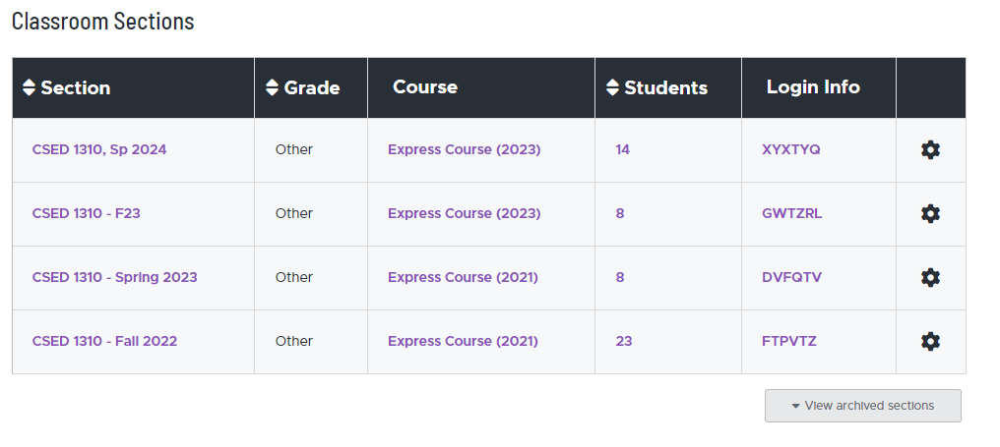 Classroom Sections
Section Grade Course Students Login Info
CSED 1310, Sp 2024 Other Express Course (2023) 14 XYXTYQ
CSED 1310 - F23 Other Express Course (2023) 8 GWTZRL
CSED 1310 - Spring 2023 Other Express Course (2021) 8 DVFQTV
CSED 1310 - Fall 2022 Other Express Course (2021) 23 FTPVTZ
View archived sections